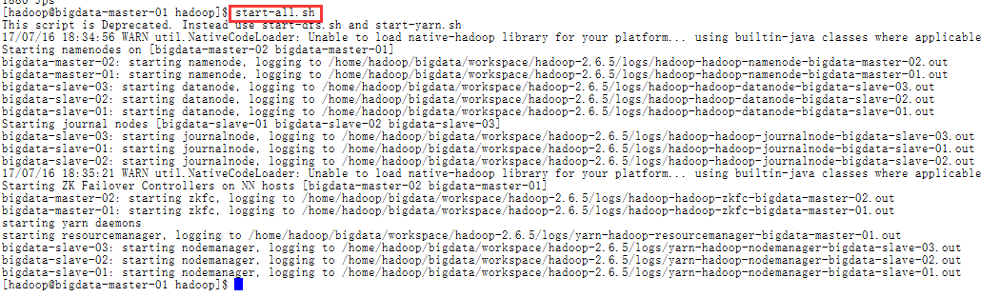 1860 Jps
[hadoop@bigdata-master-01 hadoop]$ start-all.sh
This script is Deprecated. Instead use start-dfs.sh and start-yarn.sh
17/07/16 18:34:56 WARN util.NativeCodeLoader: Unable to load native-hadoop library for your platform... using builtin-java classes where applicable
Starting namenodes on [bigdata-master-02 bigdata-master-01]
bigdata-master-02: starting namenode, logging to /home/hadoop/bigdata/workspace/hadoop-2.6.5/logs/hadoop-hadoop-namenode-bigdata-master-02.out
bigdata-master-01: starting namenode, logging to /home/hadoop/bigdata/workspace/hadoop-2.6.5/logs/hadoop-hadoop-namenode-bigdata-master-01.out
bigdata-slave-03: starting datanode, logging to /home/hadoop/bigdata/workspace/hadoop-2.6.5/logs/hadoop-hadoop-datanode-bigdata-slave-03.out
bigdata-slave-02: starting datanode, logging to /home/hadoop/bigdata/workspace/hadoop-2.6.5/logs/hadoop-hadoop-datanode-bigdata-slave-02.out
bigdata-slave-01: starting datanode, logging to /home/hadoop/bigdata/workspace/hadoop-2.6.5/logs/hadoop-hadoop-datanode-bigdata-slave-01.out
Starting journal nodes [bigdata-slave-01 bigdata-slave-02 bigdata-slave-03]
bigdata-slave-03: starting journalnode, logging to /home/hadoop/bigdata/workspace/hadoop-2.6.5/logs/hadoop-hadoop-journalnode-bigdata-slave-03.out
bigdata-slave-01: starting journalnode, logging to /home/hadoop/bigdata/workspace/hadoop-2.6.5/logs/hadoop-hadoop-journalnode-bigdata-slave-01.out
bigdata-slave-02: starting journalnode, logging to /home/hadoop/bigdata/workspace/hadoop-2.6.5/logs/hadoop-hadoop-journalnode-bigdata-slave-02.out
17/07/16 18:35:21 WARN util.NativeCodeLoader: Unable to load native-hadoop library for your platform... using builtin-java classes where applicable
Starting ZK Failover Controllers on NN hosts [bigdata-master-02 bigdata-master-01]
bigdata-master-02: starting zkfc, logging to /home/hadoop/bigdata/workspace/hadoop-2.6.5/logs/hadoop-hadoop-zkfc-bigdata-master-02.out
bigdata-master-01: starting zkfc, logging to /home/hadoop/bigdata/workspace/hadoop-2.6.5/logs/hadoop-hadoop-zkfc-bigdata-master-01.out
starting yarn daemons
starting resourcemanager, logging to /home/hadoop/bigdata/workspace/hadoop-2.6.5/logs/yarn-hadoop-resourcemanager-bigdata-master-01.out
bigdata-slave-03: starting nodemanager, logging to /home/hadoop/bigdata/workspace/hadoop-2.6.5/logs/yarn-hadoop-nodemanager-bigdata-slave-03.out
bigdata-slave-02: starting nodemanager, logging to /home/hadoop/bigdata/workspace/hadoop-2.6.5/logs/yarn-hadoop-nodemanager-bigdata-slave-02.out
bigdata-slave-01: starting nodemanager, logging to /home/hadoop/bigdata/workspace/hadoop-2.6.5/logs/yarn-hadoop-nodemanager-bigdata-slave-01.out
[hadoop@bigdata-master-01 hadoop]$